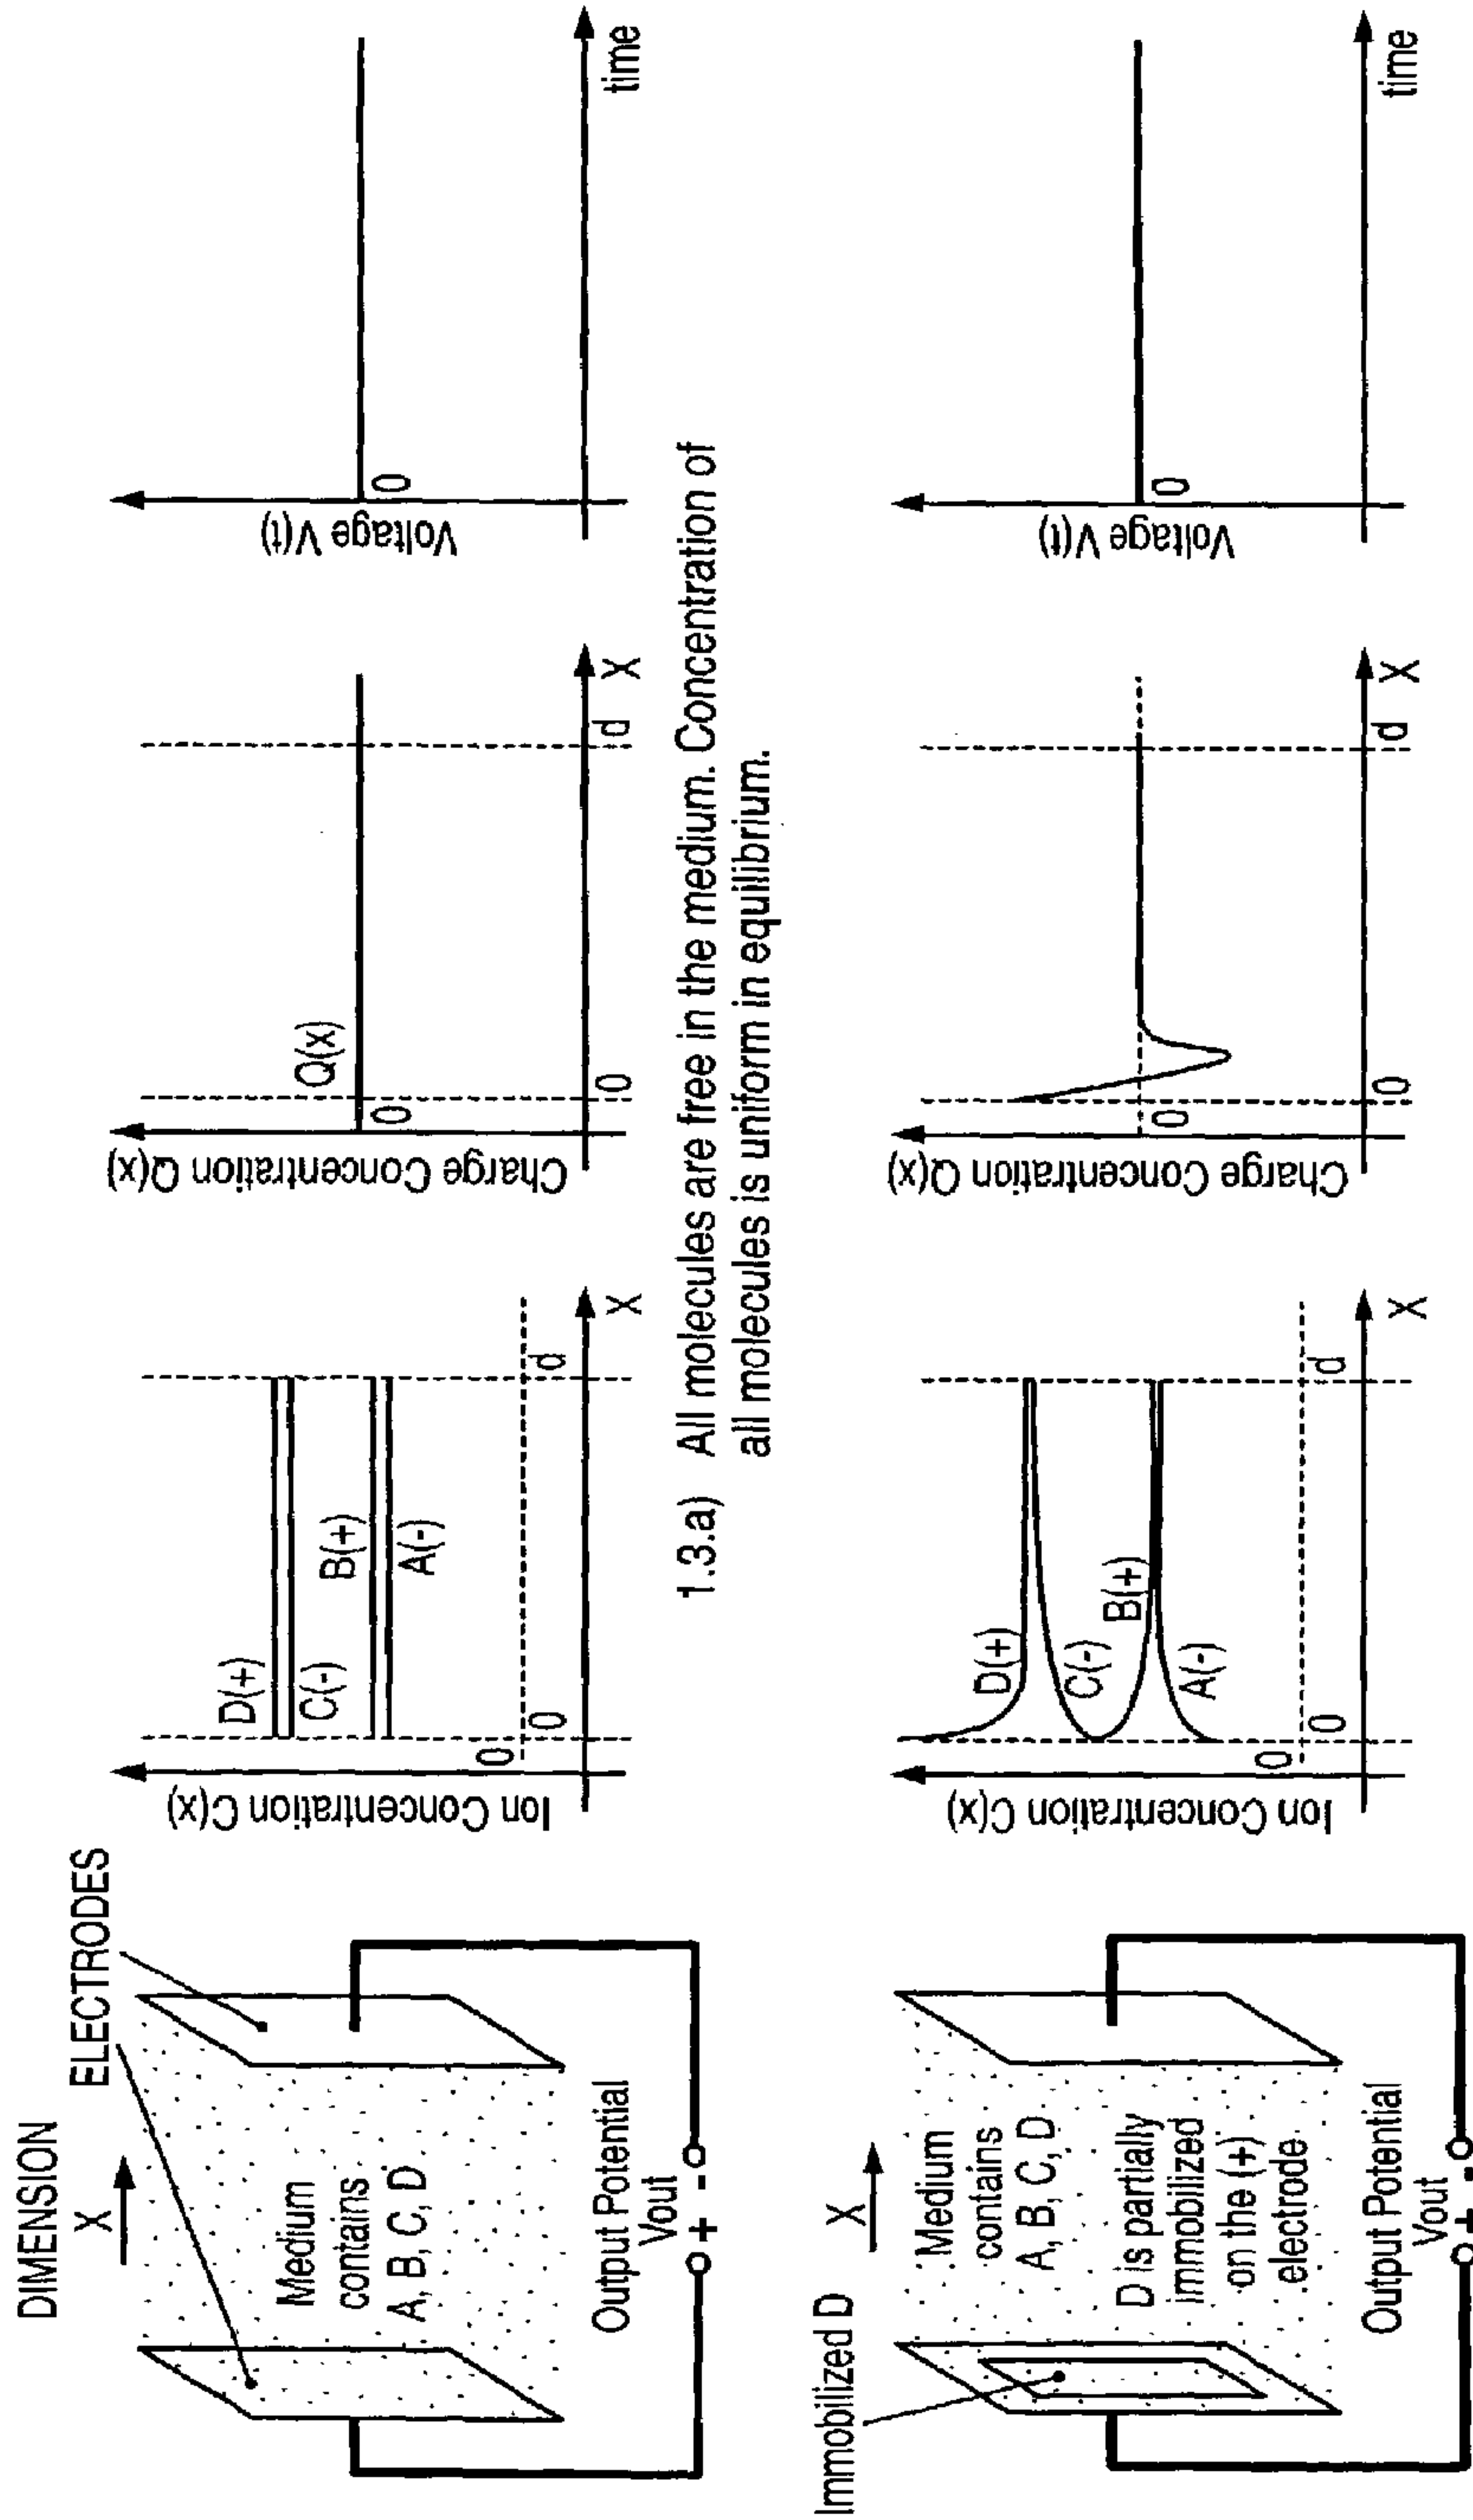 DIMENSION
X
ELECTRODES
Medium
contains
A, B, C, D
Output Potential
Vout
+ -
Ion Concentration C(x)
D(+)
C(-)
B(+)
A(-)
0
0
d
X
Charge Concentration Q(x)
Q(x)
0
0
d
X
Voltage V(t)
0
time
1.3.a) All molecules are free in the medium. Concentration of
all molecules is uniform in equilibrium.
Immobilized D
X
Medium
contains
A, B, C, D
D is partially
immobilized
on the (+)
electrode
Output Potential
Vout
+ -
Ion Concentration C(x)
D(+)
C(-)
B(+)
A(-)
0
0
d
X
Charge Concentration Q(x)
0
0
d
X
Voltage V(t)
0
time